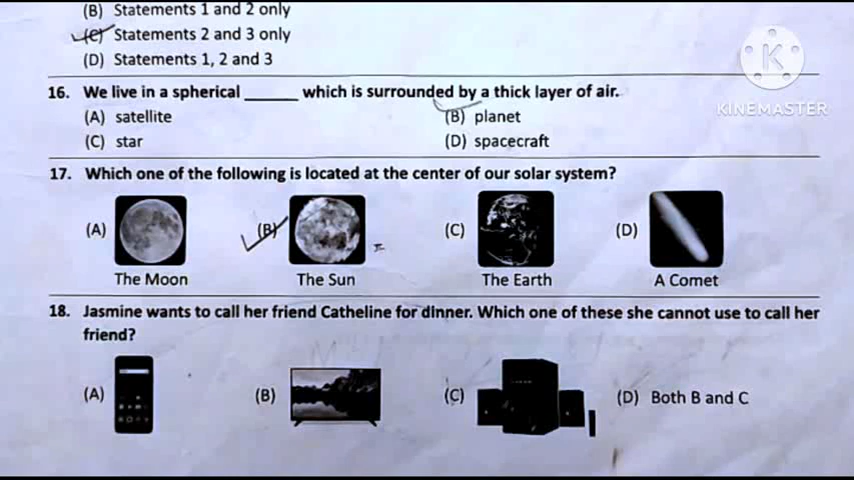 (B) Statements 1 and 2 only
(C) Statements 2 and 3 only
(D) Statements 1, 2 and 3
16. We live in a spherical ______ which is surrounded by a thick layer of air.
(A) satellite (B) planet
(C) star (D) spacecraft
17. Which one of the following is located at the center of our solar system?
(A) (B) (C) (D)
The Moon The Sun The Earth A Comet
18. Jasmine wants to call her friend Catheline for dinner. Which one of these she cannot use to call her
friend?
(A) (B) (C) (D) Both B and C
K
KINEMASTER